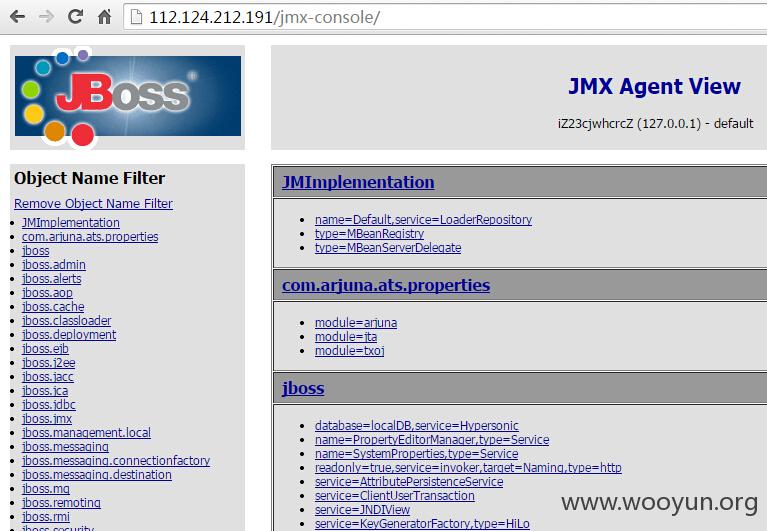 112.124.212.191/jmx-console/
JBoss®
JMX Agent View
iZ23cjwhcrcZ (127.0.0.1) - default
Object Name Filter
Remove Object Name Filter
JMImplementation
com.arjuna.ats.properties
jboss
jboss.admin
jboss.alerts
jboss.aop
jboss.cache
jboss.classloader
jboss.deployment
jboss.ejb
jboss.j2ee
jboss.jacc
jboss.jca
jboss.jdbc
jboss.jmx
jboss.management.local
jboss.messaging
jboss.messaging.connectionfactory
jboss.messaging.destination
jboss.mq
jboss.remoting
jboss.rmi
jboss.security
JMImplementation
name=Default,service=LoaderRepository
type=MBeanRegistry
type=MBeanServerDelegate
com.arjuna.ats.properties
module=arjuna
module=jta
module=txoj
jboss
database=localDB,service=Hypersonic
name=PropertyEditorManager,type=Service
name=SystemProperties,type=Service
readonly=true,service=invoker,target=Naming,type=http
service=AttributePersistenceService
service=ClientUserTransaction
service=JNDIView
service=KeyGeneratorFactory,type=HiLo
www.wooyun.org